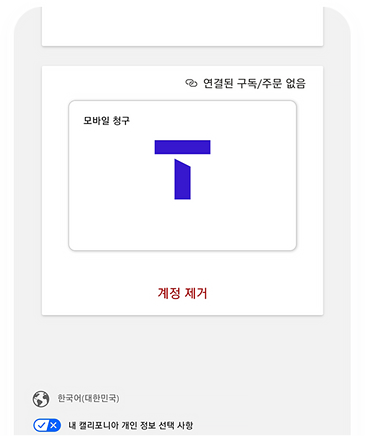 연결된 구독/주문 없음
모바일 청구
계정 제거
한국어(대한민국)
내 캘리포니아 개인 정보 선택 사항